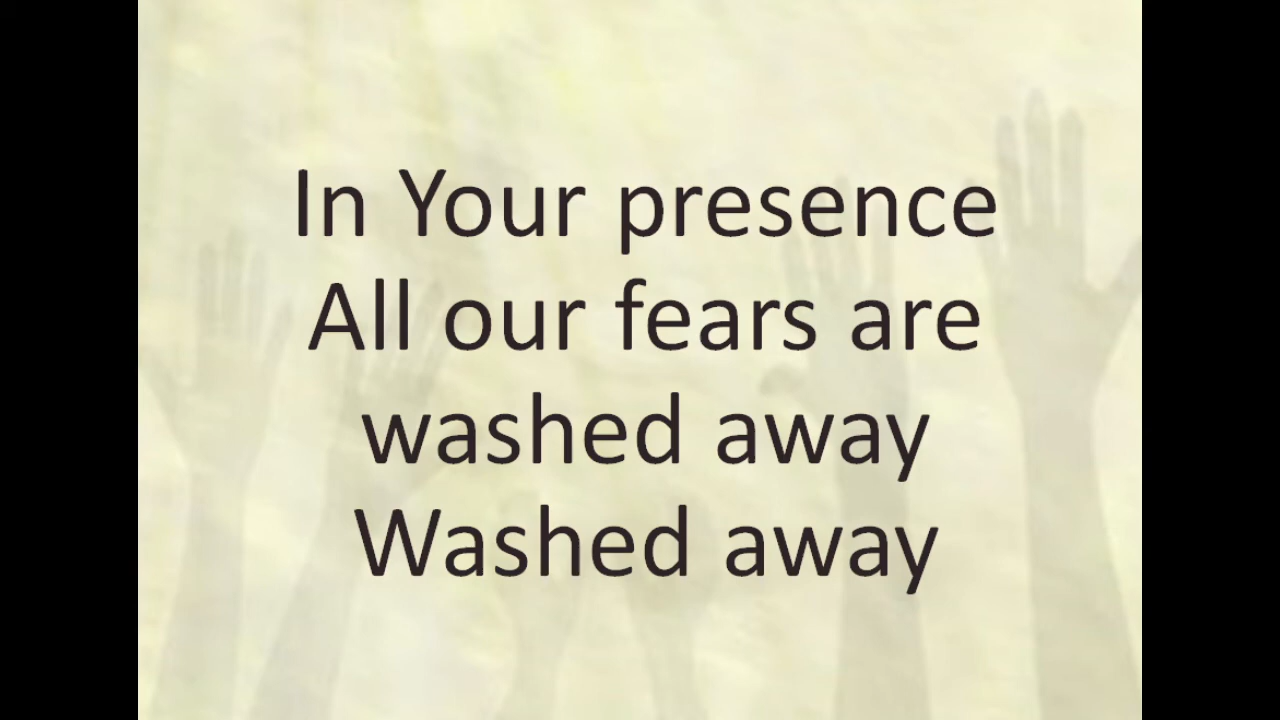 In Your presence
All our fears are
washed away
Washed away